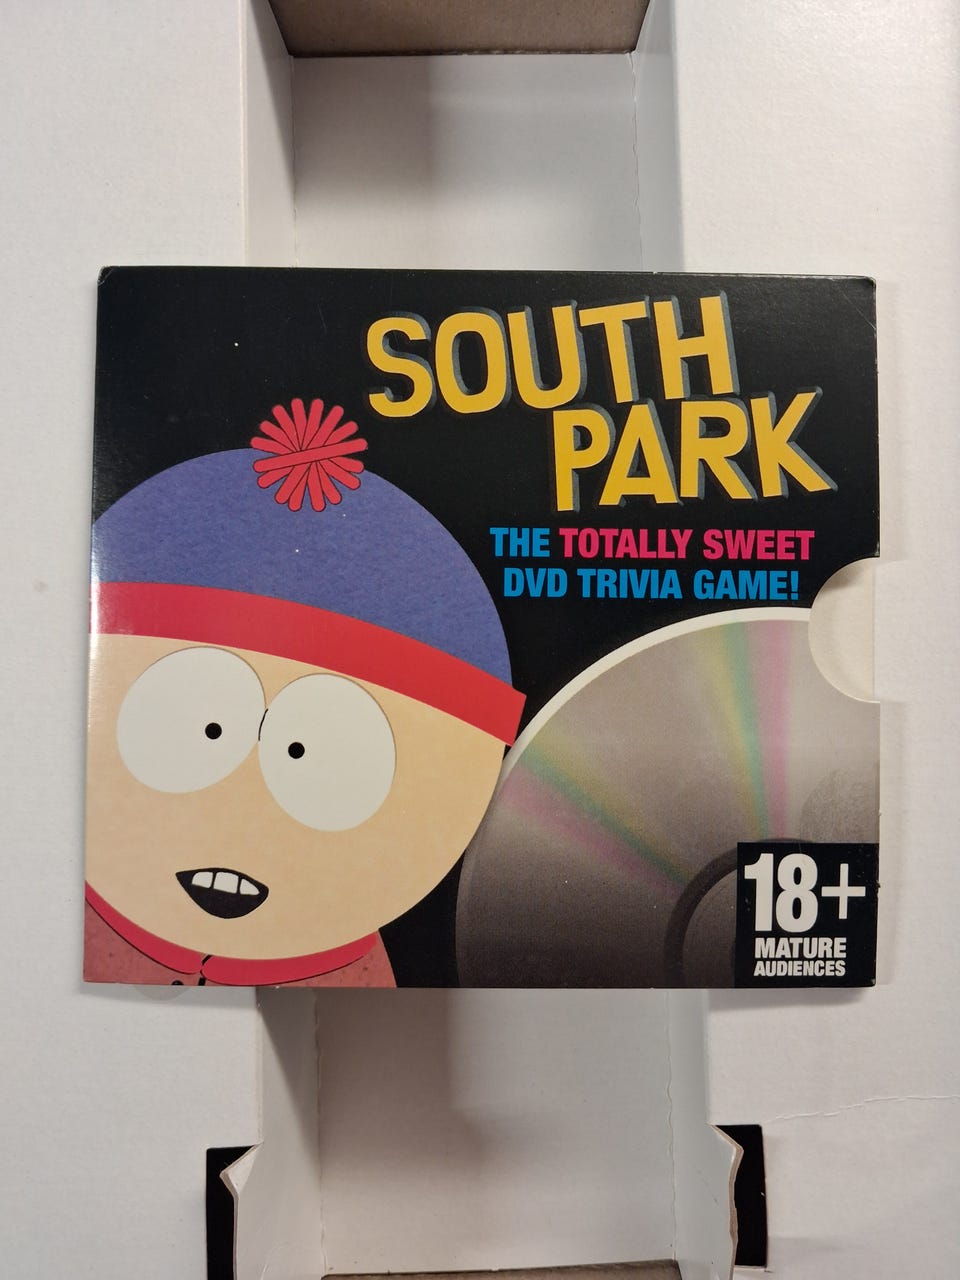 SOUTH
PARK
THE TOTALLY SWEET
DVD TRIVIA GAME!
18+
MATURE
AUDIENCES